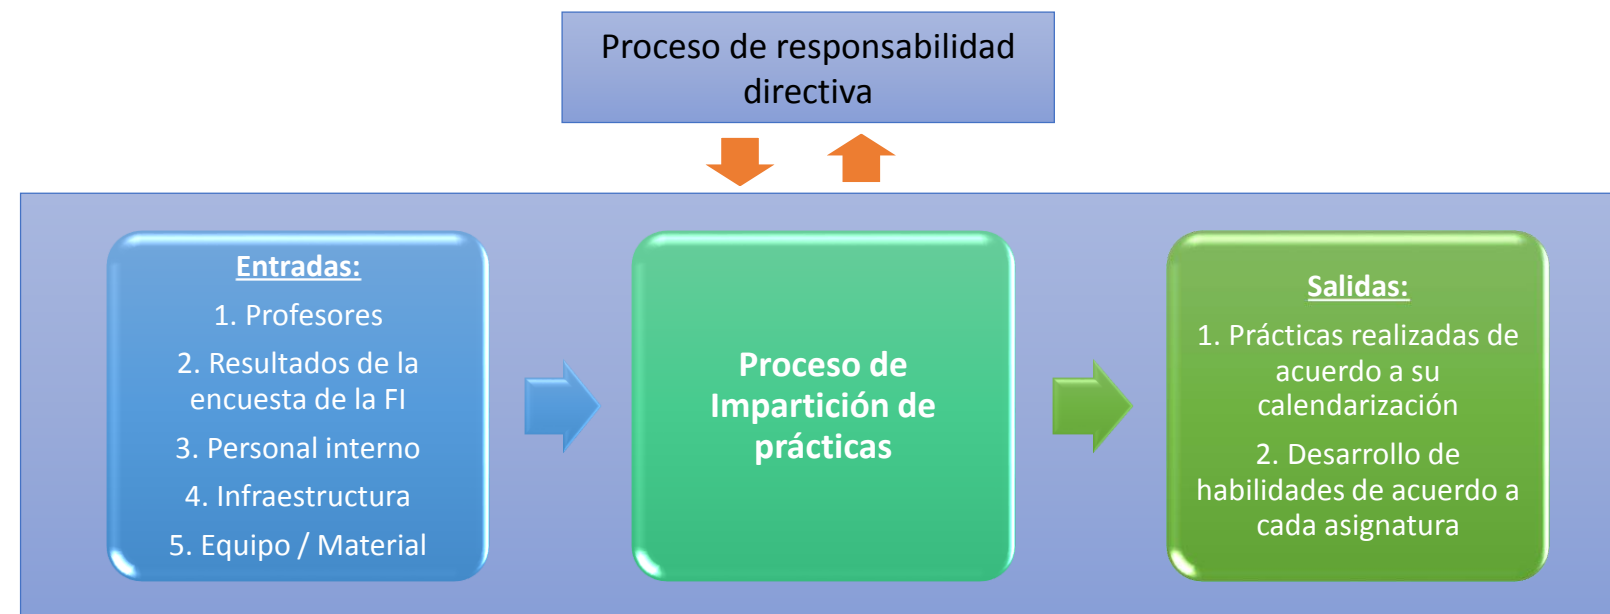 Proceso de responsabilidad
directiva
Entradas:
1. Profesores
2. Resultados de la
encuesta de la FI
3. Personal interno
4. Infraestructura
5. Equipo / Material
Proceso de
Impartición de
prácticas
Salidas:
1. Prácticas realizadas de
acuerdo a su
calendarización
2. Desarrollo de
habilidades de acuerdo a
cada asignatura